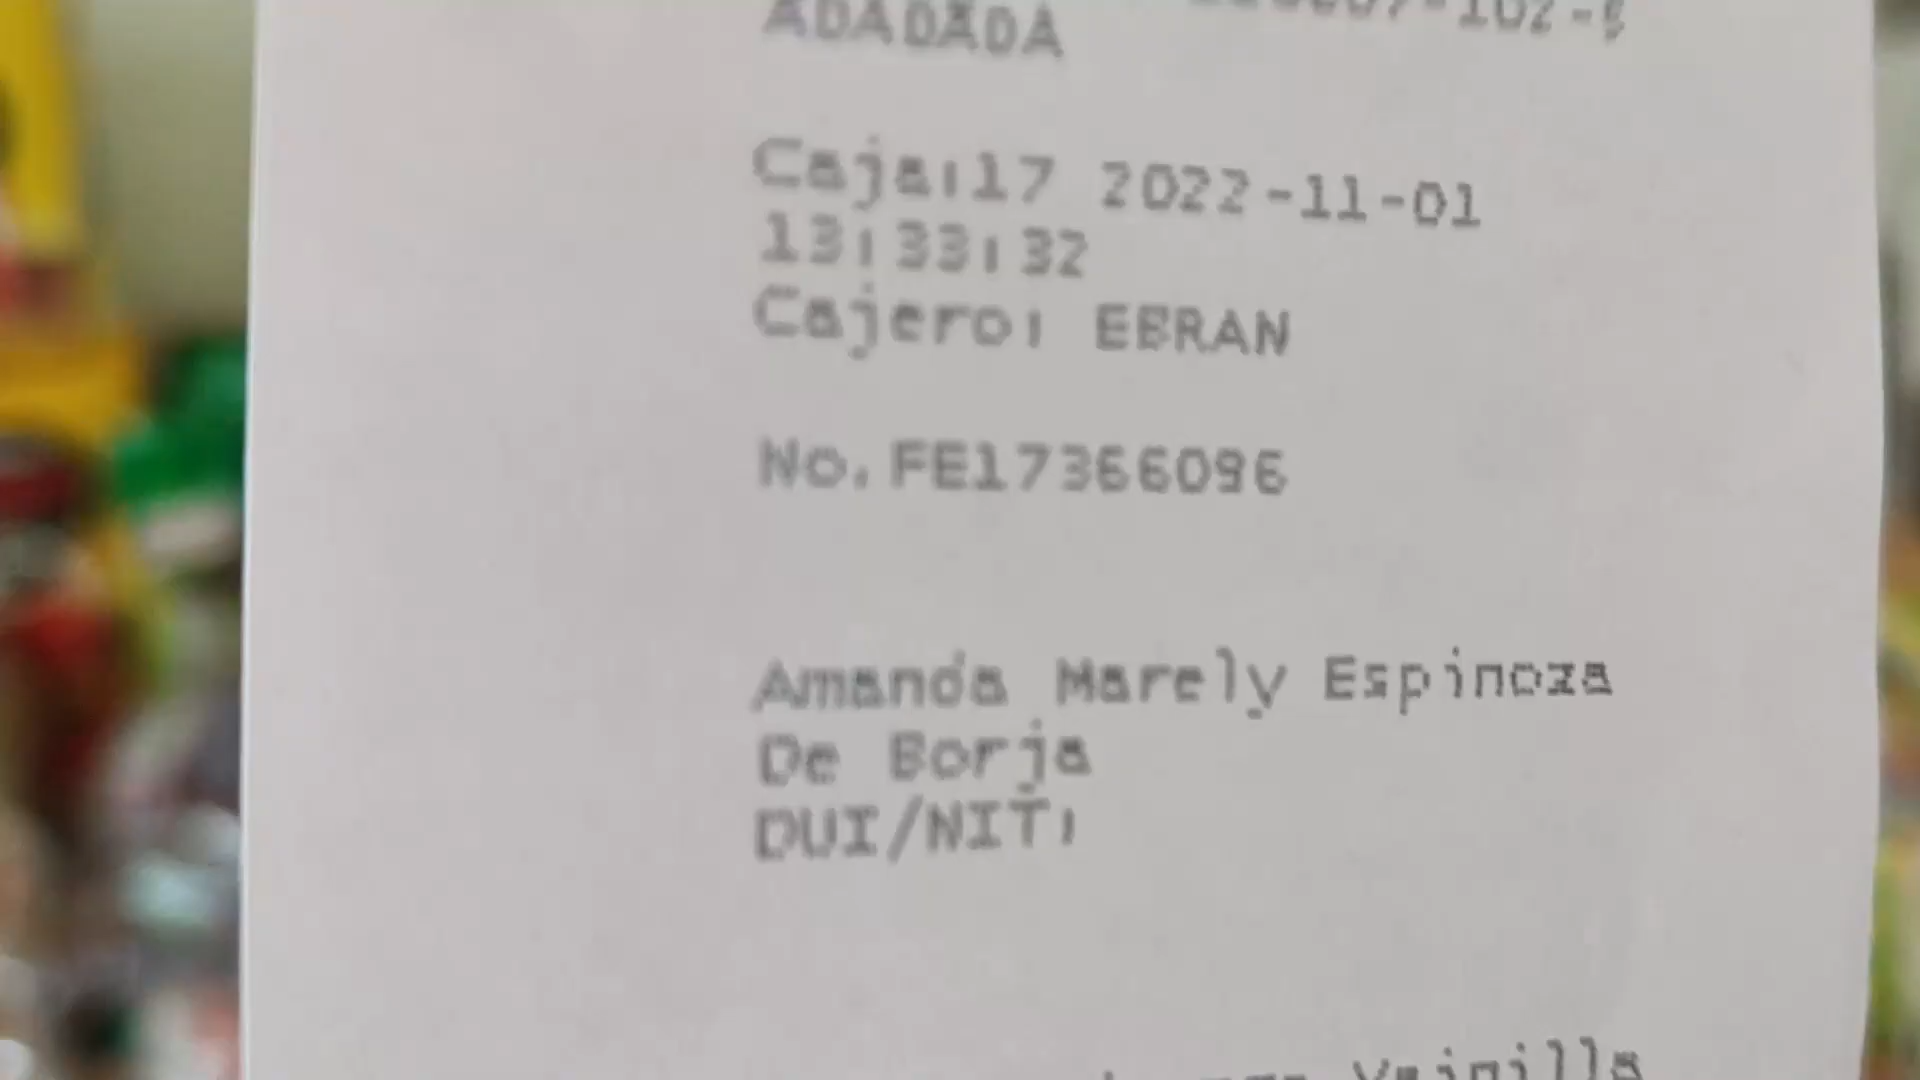 ADADADA
Caja:17 2022-11-01
13:33:32
Cajero: EBRAN
No.FE17366096
Amanda Marely Espinoza
De Borja
DUI/NIT:
Vainilla